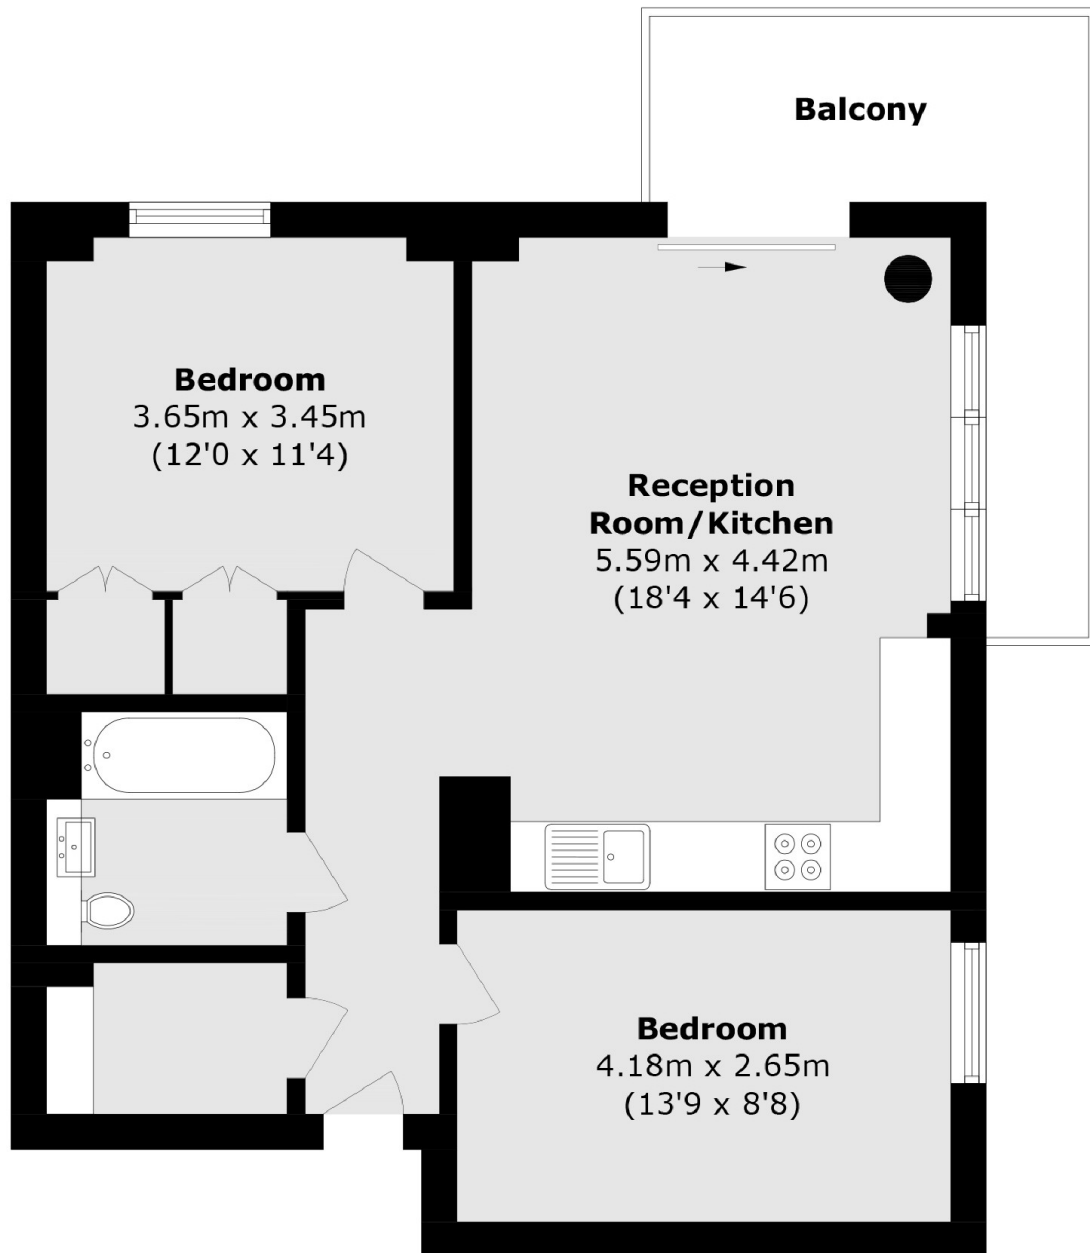 Balcony
Bedroom
3.65m x 3.45m
(12'0 x 11'4)
Reception
Room/Kitchen
5.59m x 4.42m
(18'4 x 14'6)
Bedroom
4.18m x 2.65m
(13'9 x 8'8)